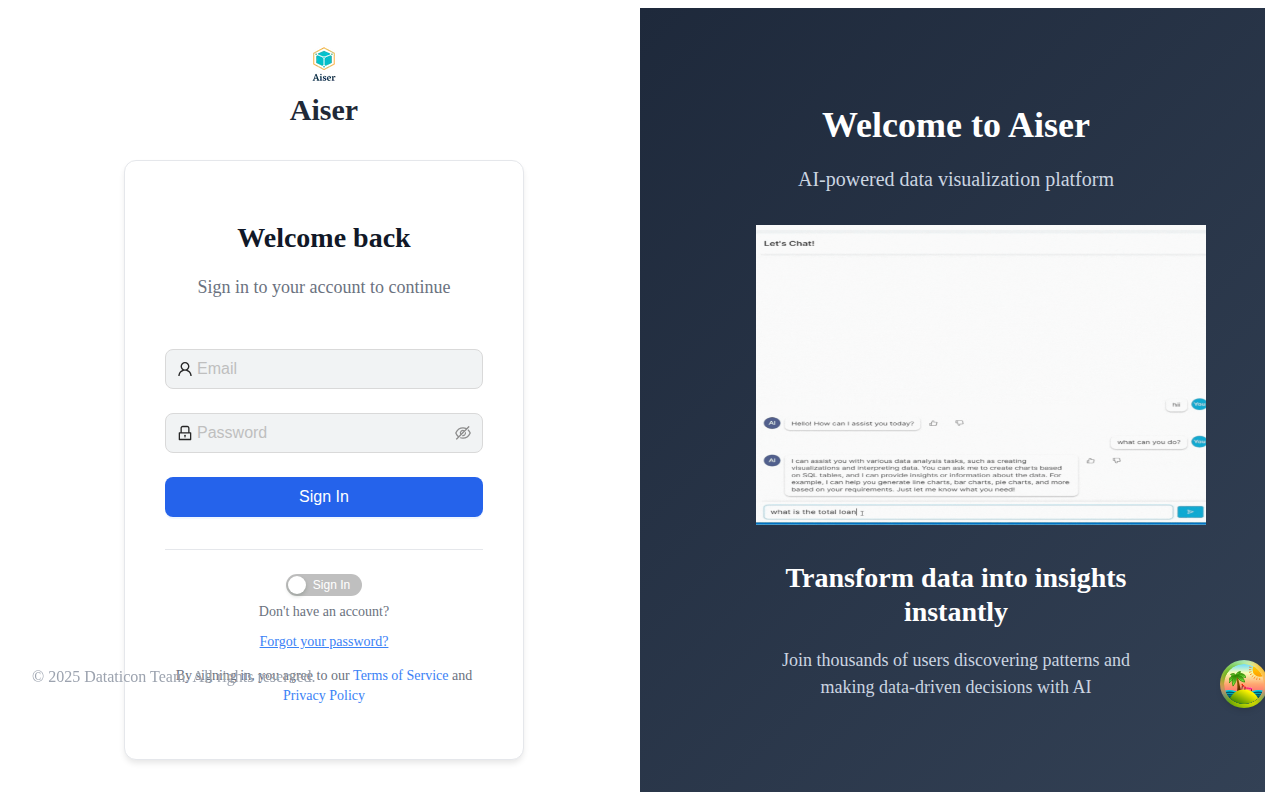 Aiser
Aiser
Welcome back
Sign in to your account to continue
Email
Password
Sign In
Sign In
Don't have an account?
Forgot your password?
By signing in, you agree to our Terms of Service and
Privacy Policy
© 2025 Dataticon Team. All rights reserved.
Welcome to Aiser
AI-powered data visualization platform
Let's Chat!
hii
You
AI
Hello! How can I assist you today?
what can you do?
You
AI
I can assist you with various data analysis tasks, such as creating
visualizations and interpreting data. You can ask me to create charts based
on SQL tables, and I can provide insights or information about the data. For
example, I can help you generate line charts, bar charts, pie charts, and more
based on your requirements. Just let me know what you need!
what is the total loan
Transform data into insights
instantly
Join thousands of users discovering patterns and
making data-driven decisions with AI